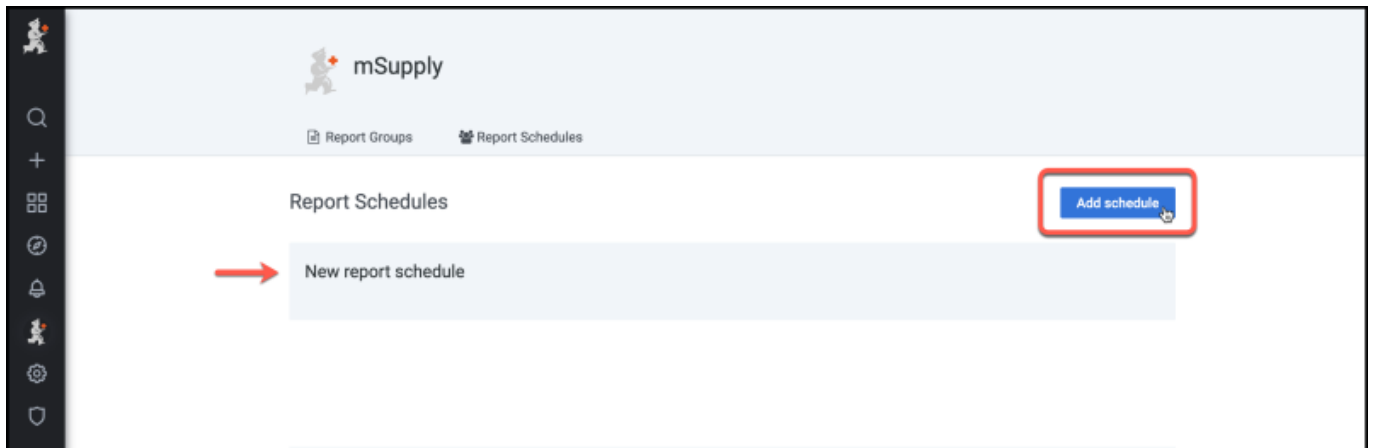 mSupply
Report Groups Report Schedules
Report Schedules
Add schedule
New report schedule